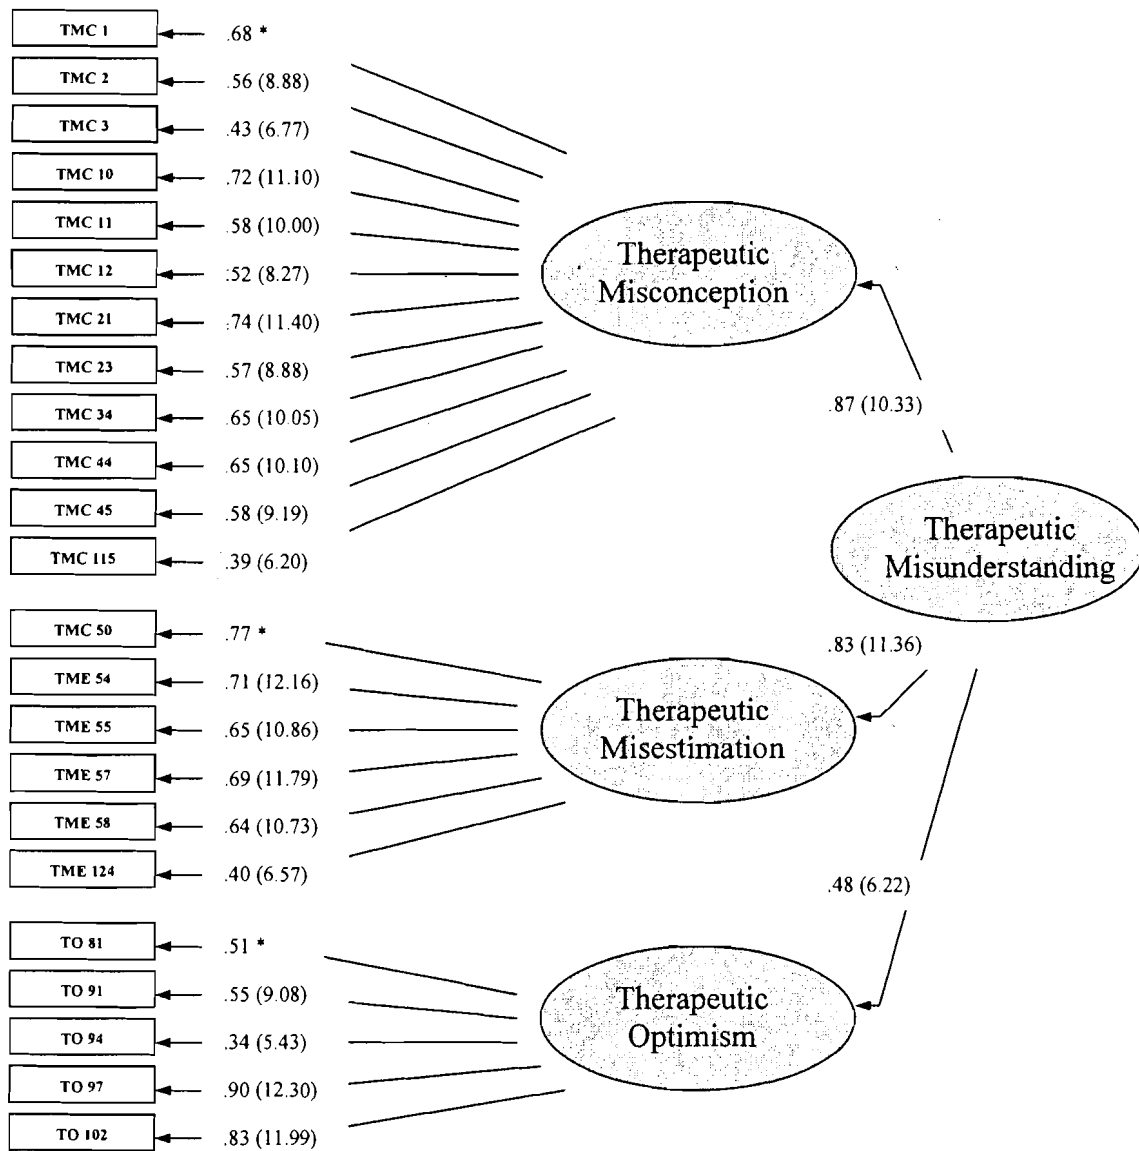 TMC 1 .68 *
TMC 2 .56 (8.88)
TMC 3 .43 (6.77)
TMC 10 .72 (11.10)
TMC 11 .58 (10.00)
TMC 12 .52 (8.27)
TMC 21 .74 (11.40)
TMC 23 .57 (8.88)
TMC 34 .65 (10.05)
TMC 44 .65 (10.10)
TMC 45 .58 (9.19)
TMC 115 .39 (6.20)
Therapeutic
Misconception
.87 (10.33)
Therapeutic
Misunderstanding
TMC 50 .77 *
TME 54 .71 (12.16)
TME 55 .65 (10.86)
TME 57 .69 (11.79)
TME 58 .64 (10.73)
TME 124 .40 (6.57)
Therapeutic
Misestimation
.83 (11.36)
.48 (6.22)
TO 81 .51 *
TO 91 .55 (9.08)
TO 94 .34 (5.43)
TO 97 .90 (12.30)
TO 102 .83 (11.99)
Therapeutic
Optimism